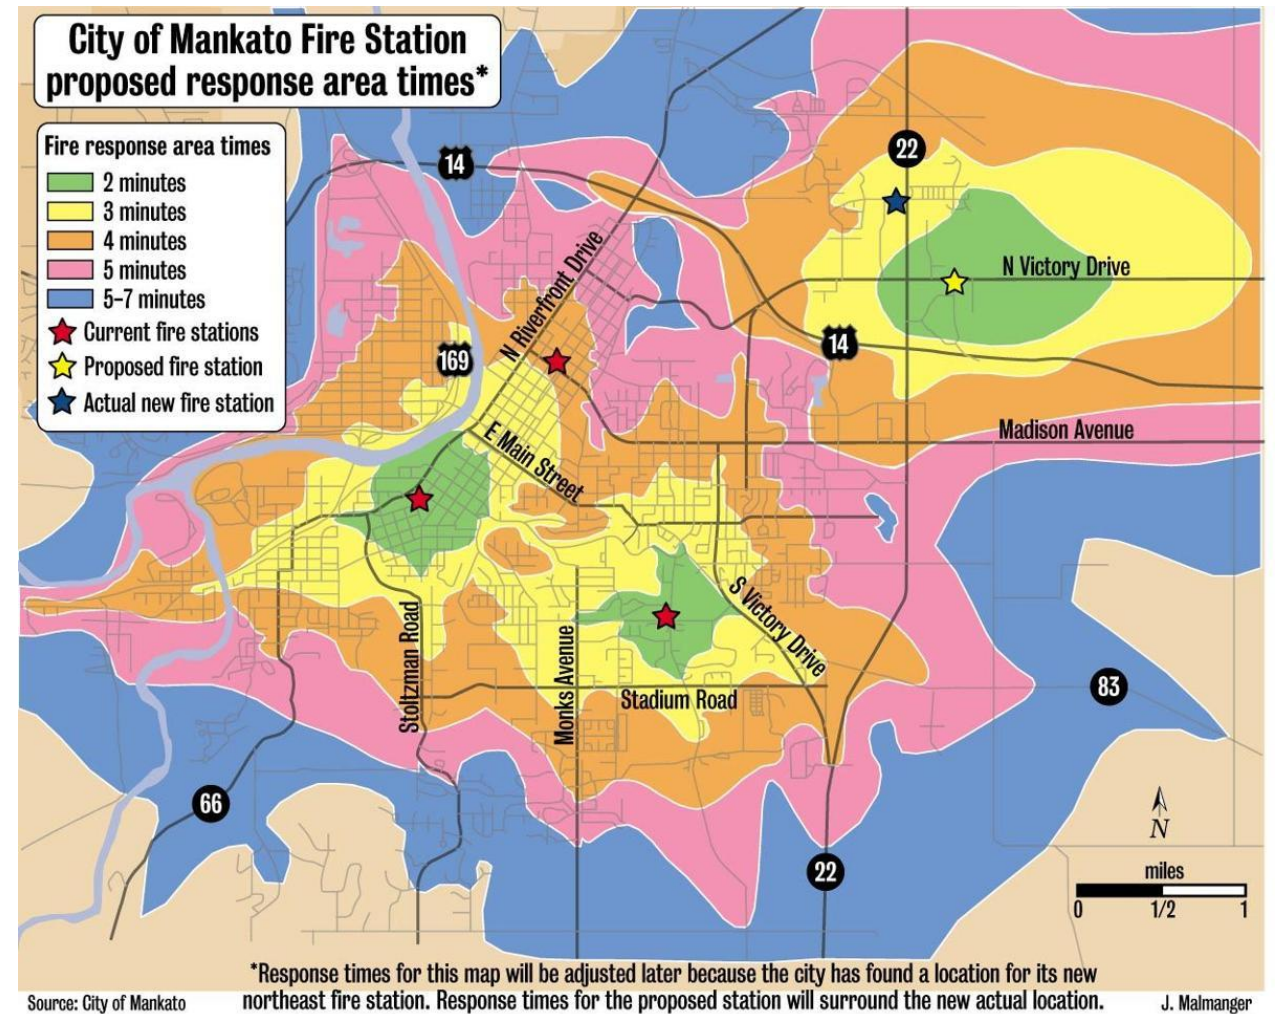 City of Mankato Fire Station
proposed response area times*
Fire response area times
2 minutes
3 minutes
4 minutes
5 minutes
5–7 minutes
Current fire stations
Proposed fire station
Actual new fire station
14
22
N Victory Drive
N Riverfront Drive
14
169
Madison Avenue
E Main Street
S Victory Drive
Stoltzman Road
Monks Avenue
Stadium Road
83
66
22
N
miles
0 1/2 1
*Response times for this map will be adjusted later because the city has found a location for its new
northeast fire station. Response times for the proposed station will surround the new actual location.
Source: City of Mankato
J. Malmanger